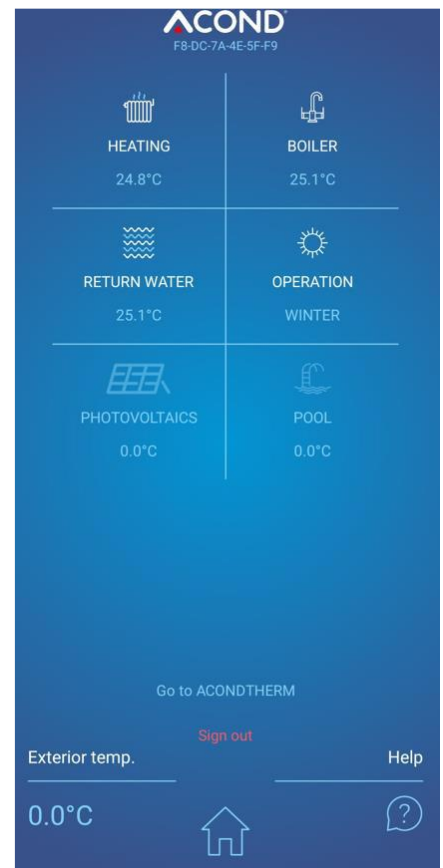 ACOND
F8-DC-7A-4E-5F-F9
HEATING
24.8°C
BOILER
25.1°C
RETURN WATER
25.1°C
OPERATION
WINTER
PHOTOVOLTAICS
0.0°C
POOL
0.0°C
Go to ACONDTHERM
Sign out
Exterior temp.
Help
0.0°C
?